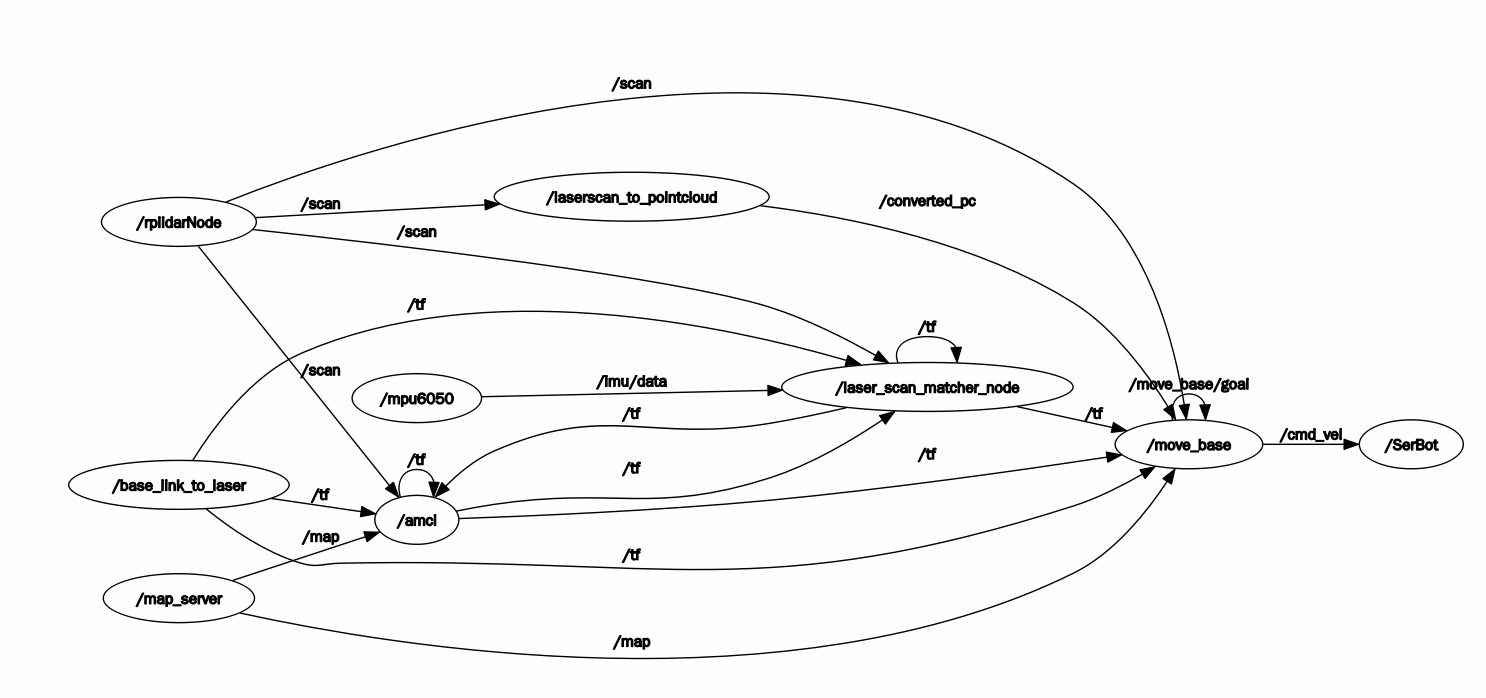 /scan
/rplidarNode
/scan
/laserscan_to_pointcloud
/converted_pc
/scan
/tf
/tf
/scan
/mpu6050
/imu/data
/laser_scan_matcher_node
/move_base/goal
/tf
/tf
/move_base
/cmd_vel
/SerBot
/tf
/tf
/tf
/base_link_to_laser
/tf
/amcl
/map
/tf
/map_server
/map